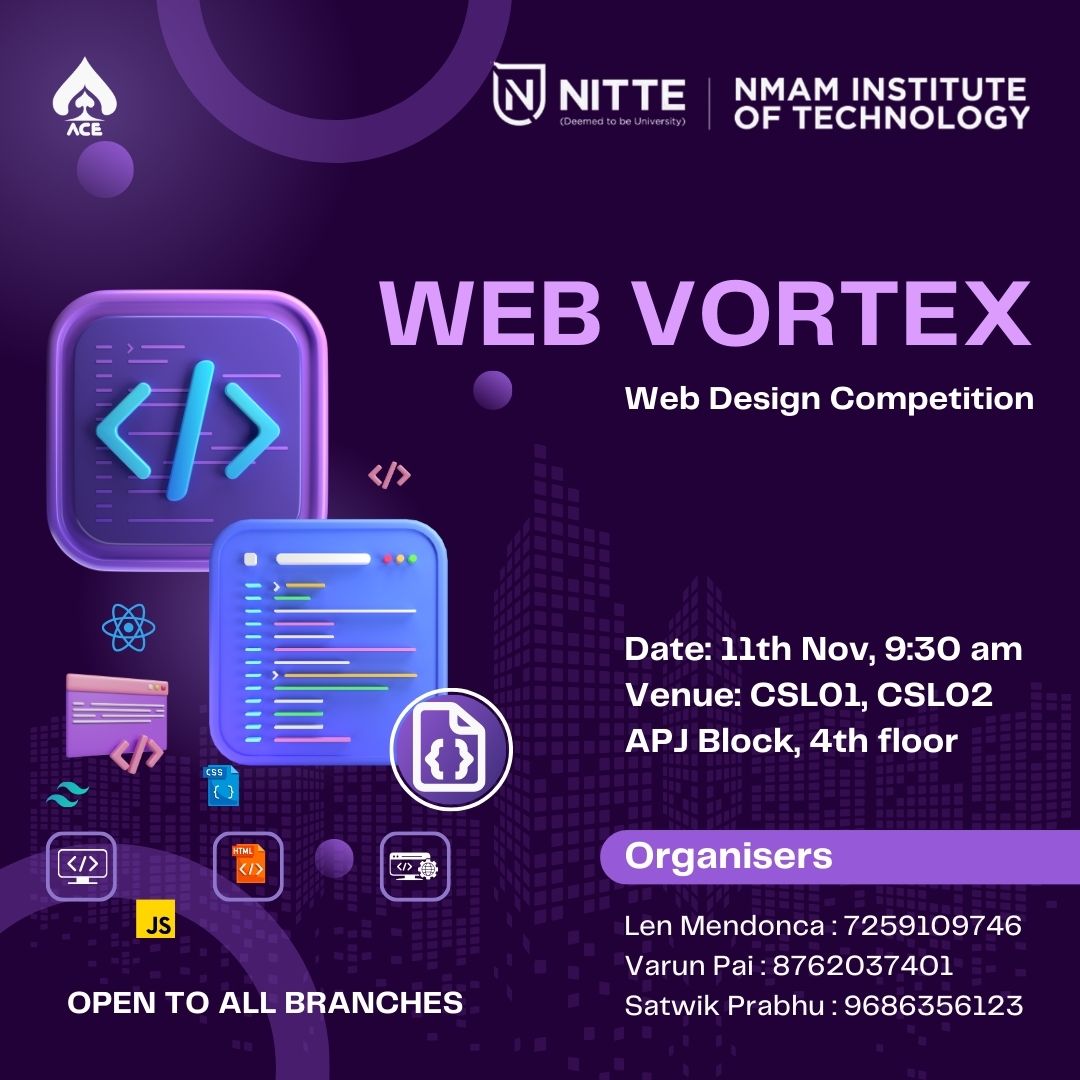 ACE
NITTE
(Deemed to be University)
NMAM INSTITUTE
OF TECHNOLOGY
WEB VORTEX
Web Design Competition
</>
</>
Date: 11th Nov, 9:30 am
Venue: CSL01, CSL02
APJ Block, 4th floor
</>
CSS
{ }
{ }
</>
HTML
</>
</>
JS
Organisers
Len Mendonca : 7259109746
Varun Pai : 8762037401
Satwik Prabhu : 9686356123
OPEN TO ALL BRANCHES